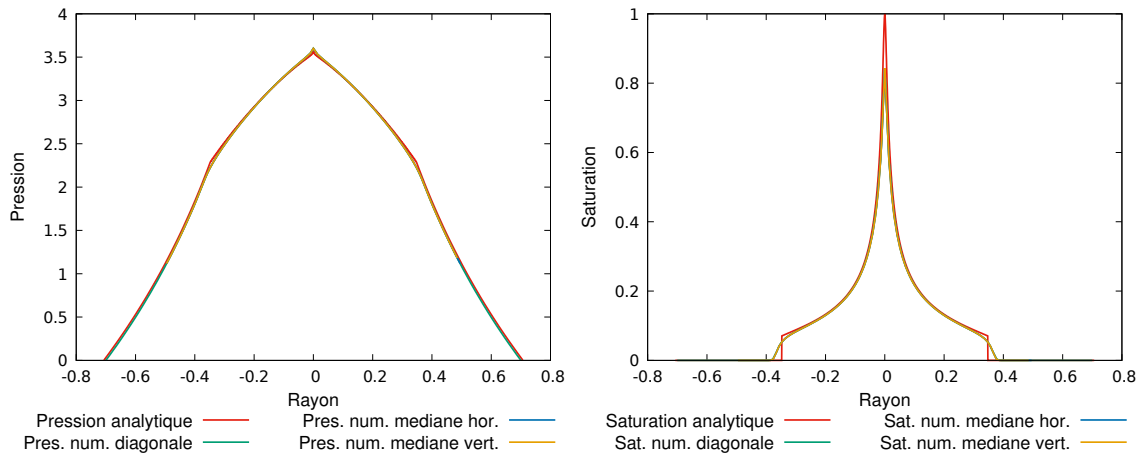 4
3.5
3
2.5
2
1.5
1
0.5
0
Pression
-0.8 -0.6 -0.4 -0.2 0 0.2 0.4 0.6 0.8
Rayon
Pression analytique Pres. num. mediane hor.
Pres. num. diagonale Pres. num. mediane vert.
1
0.8
0.6
0.4
0.2
0
Saturation
-0.8 -0.6 -0.4 -0.2 0 0.2 0.4 0.6 0.8
Rayon
Saturation analytique Sat. num. mediane hor.
Sat. num. diagonale Sat. num. mediane vert.